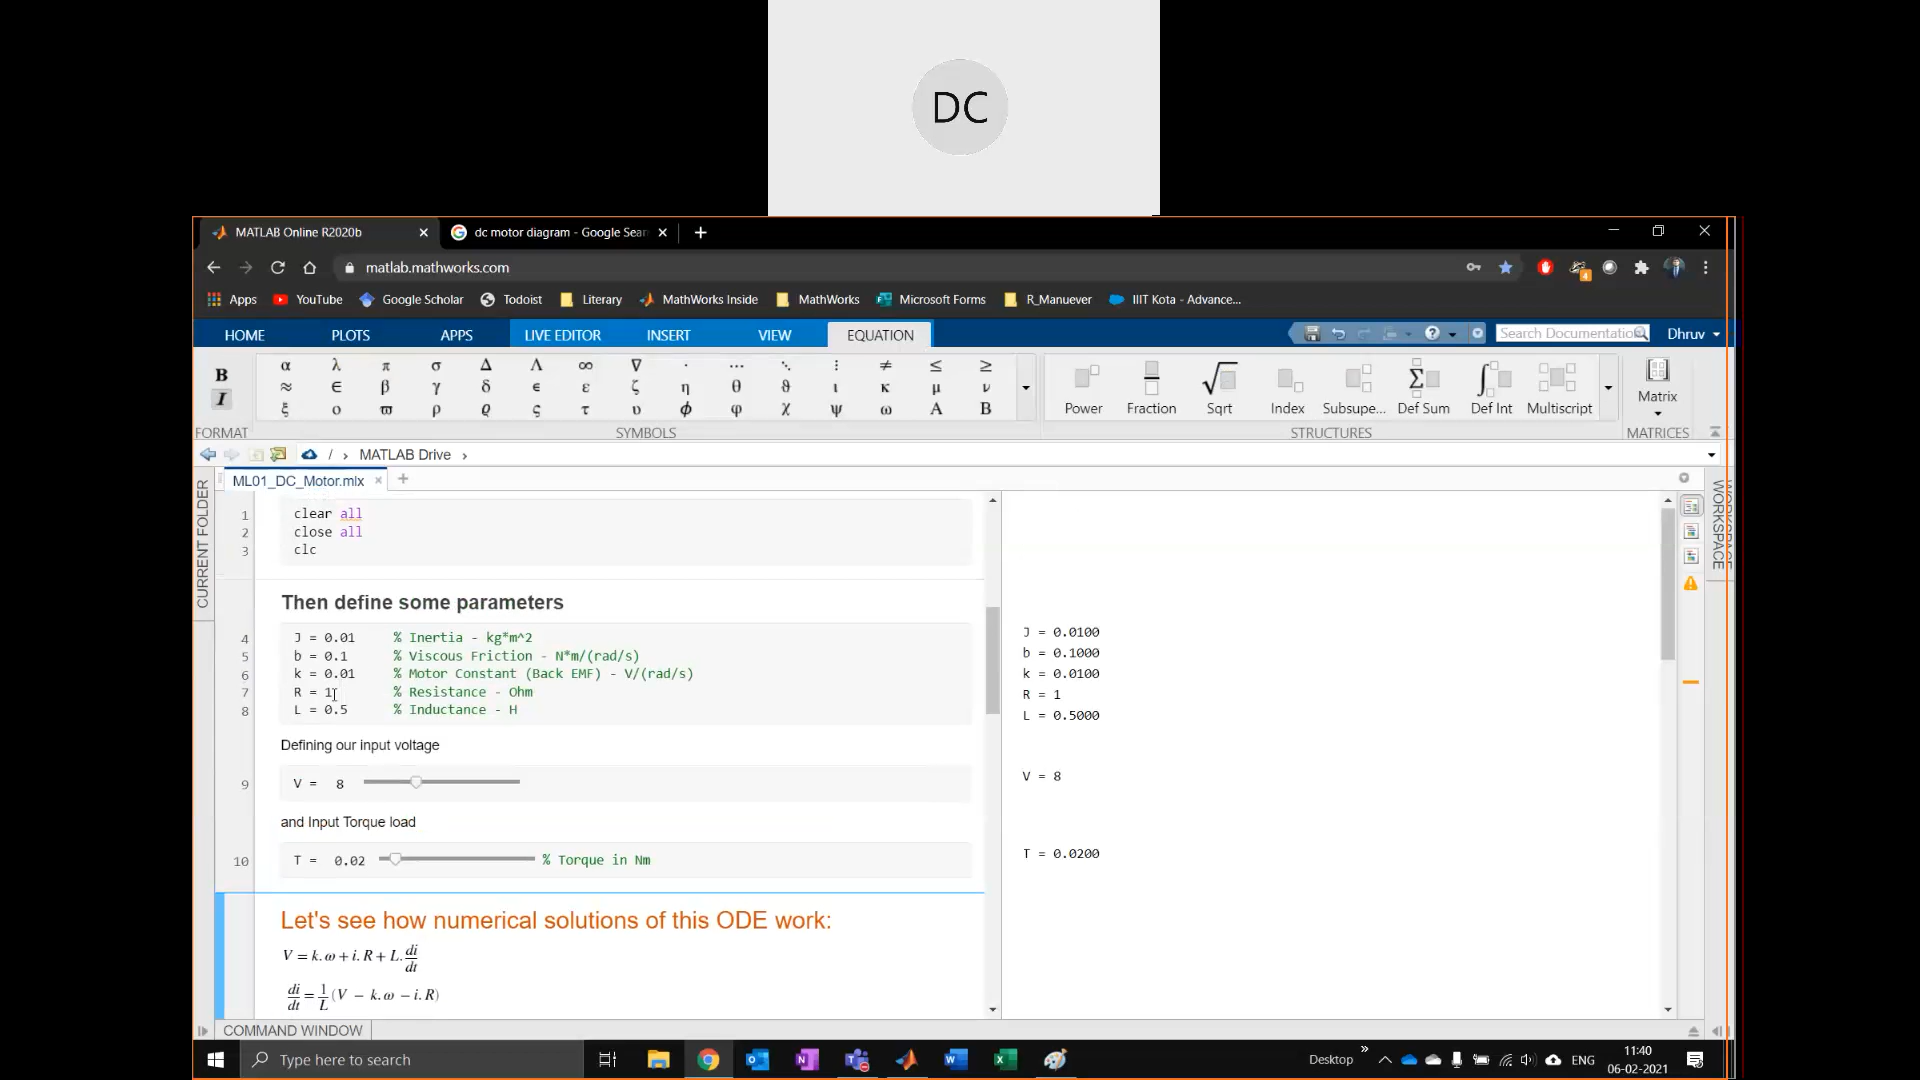 DC
MATLAB Online R2020b
dc motor diagram - Google Sear
matlab.mathworks.com
Apps YouTube Google Scholar Todoist Literary MathWorks Inside MathWorks Microsoft Forms R_Manuever IIIT Kota - Advance...
HOME PLOTS APPS LIVE EDITOR INSERT VIEW EQUATION Search Documentation Dhruv
B α λ π σ Δ Λ ∞ ∇ · ... ⋱ ⋮ ≠ ≤ ≥
≈ ∈ β γ δ ϵ ε ζ η θ ϑ ι κ μ ν
I ξ ο ϖ ρ ϱ ς τ υ ϕ φ χ ψ ω Α Β
Power Fraction Sqrt Index Subsupe... Def Sum Def Int Multiscript Matrix
FORMAT SYMBOLS STRUCTURES MATRICES
/ › MATLAB Drive ›
ML01_DC_Motor.mlx
CURRENT FOLDER
WORKSPACE
1 clear all
2 close all
3 clc
Then define some parameters
4 J = 0.01 % Inertia - kg*m^2
5 b = 0.1 % Viscous Friction - N*m/(rad/s)
6 k = 0.01 % Motor Constant (Back EMF) - V/(rad/s)
7 R = 1 % Resistance - Ohm
8 L = 0.5 % Inductance - H
Defining our input voltage
9 V = 8
and Input Torque load
10 T = 0.02 % Torque in Nm
Let's see how numerical solutions of this ODE work:
V = k.ω + i.R + L.di/dt
di/dt = 1/L (V − k.ω − i.R)
J = 0.0100
b = 0.1000
k = 0.0100
R = 1
L = 0.5000
V = 8
T = 0.0200
COMMAND WINDOW
Type here to search
Desktop
ENG
11:40
06-02-2021